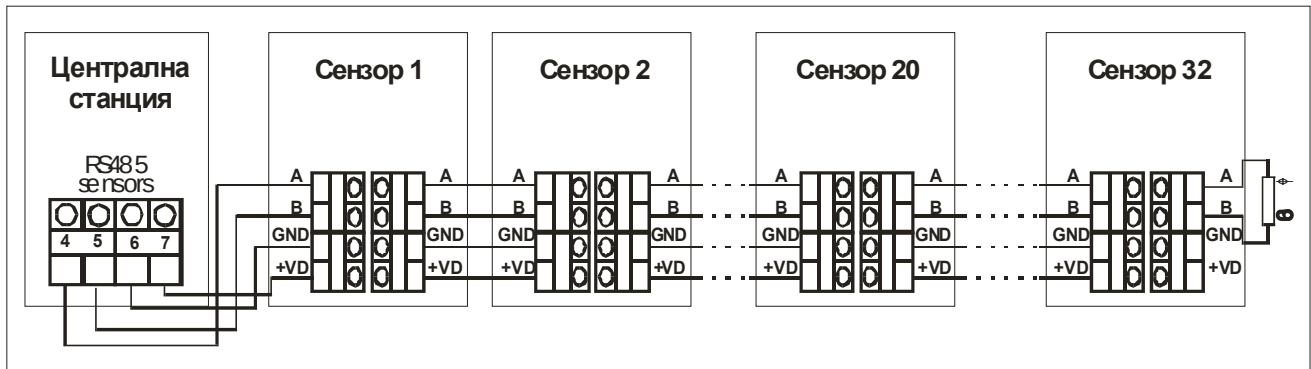 Централна
станция
Сензор 1
Сензор 2
Сензор 20
Сензор 32
RS485
sensors
4 5 6 7
A A A A A A A A
B B B B B B B B
GND GND GND GND GND GND GND GND
+VD +VD +VD +VD +VD +VD +VD +VD